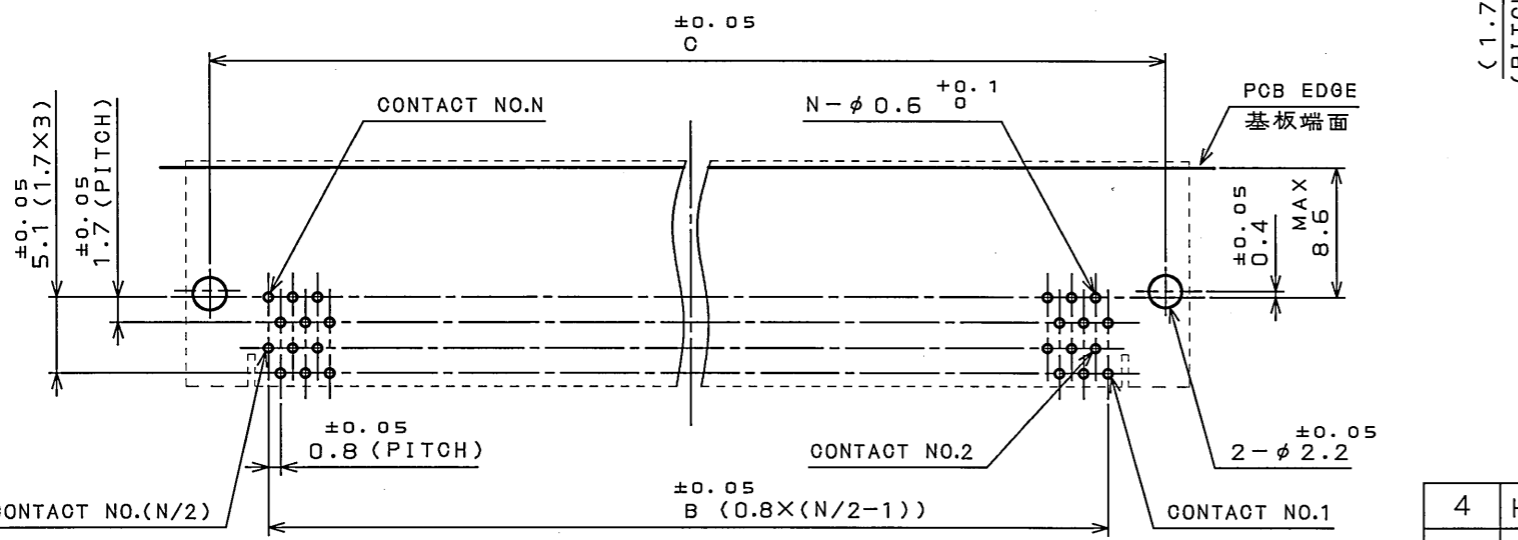 ±0.05
C
(1.7
CONTACT NO.N
N-φ0.6 +0.1 0
PCB EDGE
基板端面
±0.05
5.1 (1.7×3)
±0.05
1.7 (PITCH)
±0.05
0.4
MAX
8.6
±0.05
0.8 (PITCH)
CONTACT NO.2
±0.05
2-φ2.2
CONTACT NO.(N/2)
±0.05
B (0.8×(N/2-1))
CONTACT NO.1
4